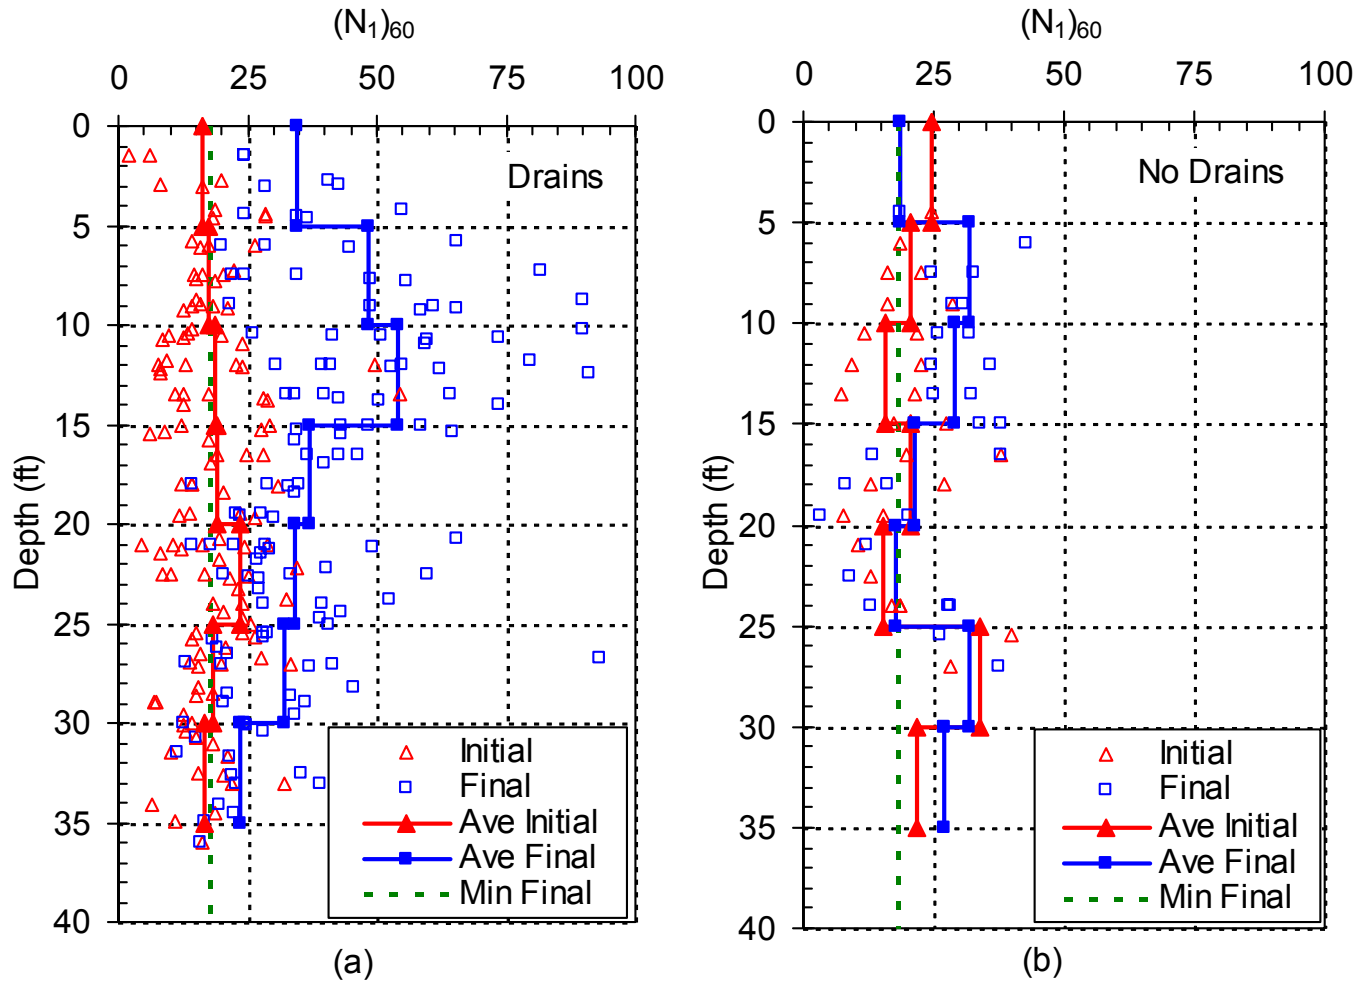 (N₁)₆₀
0 25 50 75 100
0
5
10
15
20
25
30
35
40
Depth (ft)
Drains
Initial
Final
Ave Initial
Ave Final
Min Final
(a)
(N₁)₆₀
0 25 50 75 100
0
5
10
15
20
25
30
35
40
Depth (ft)
No Drains
Initial
Final
Ave Initial
Ave Final
Min Final
(b)